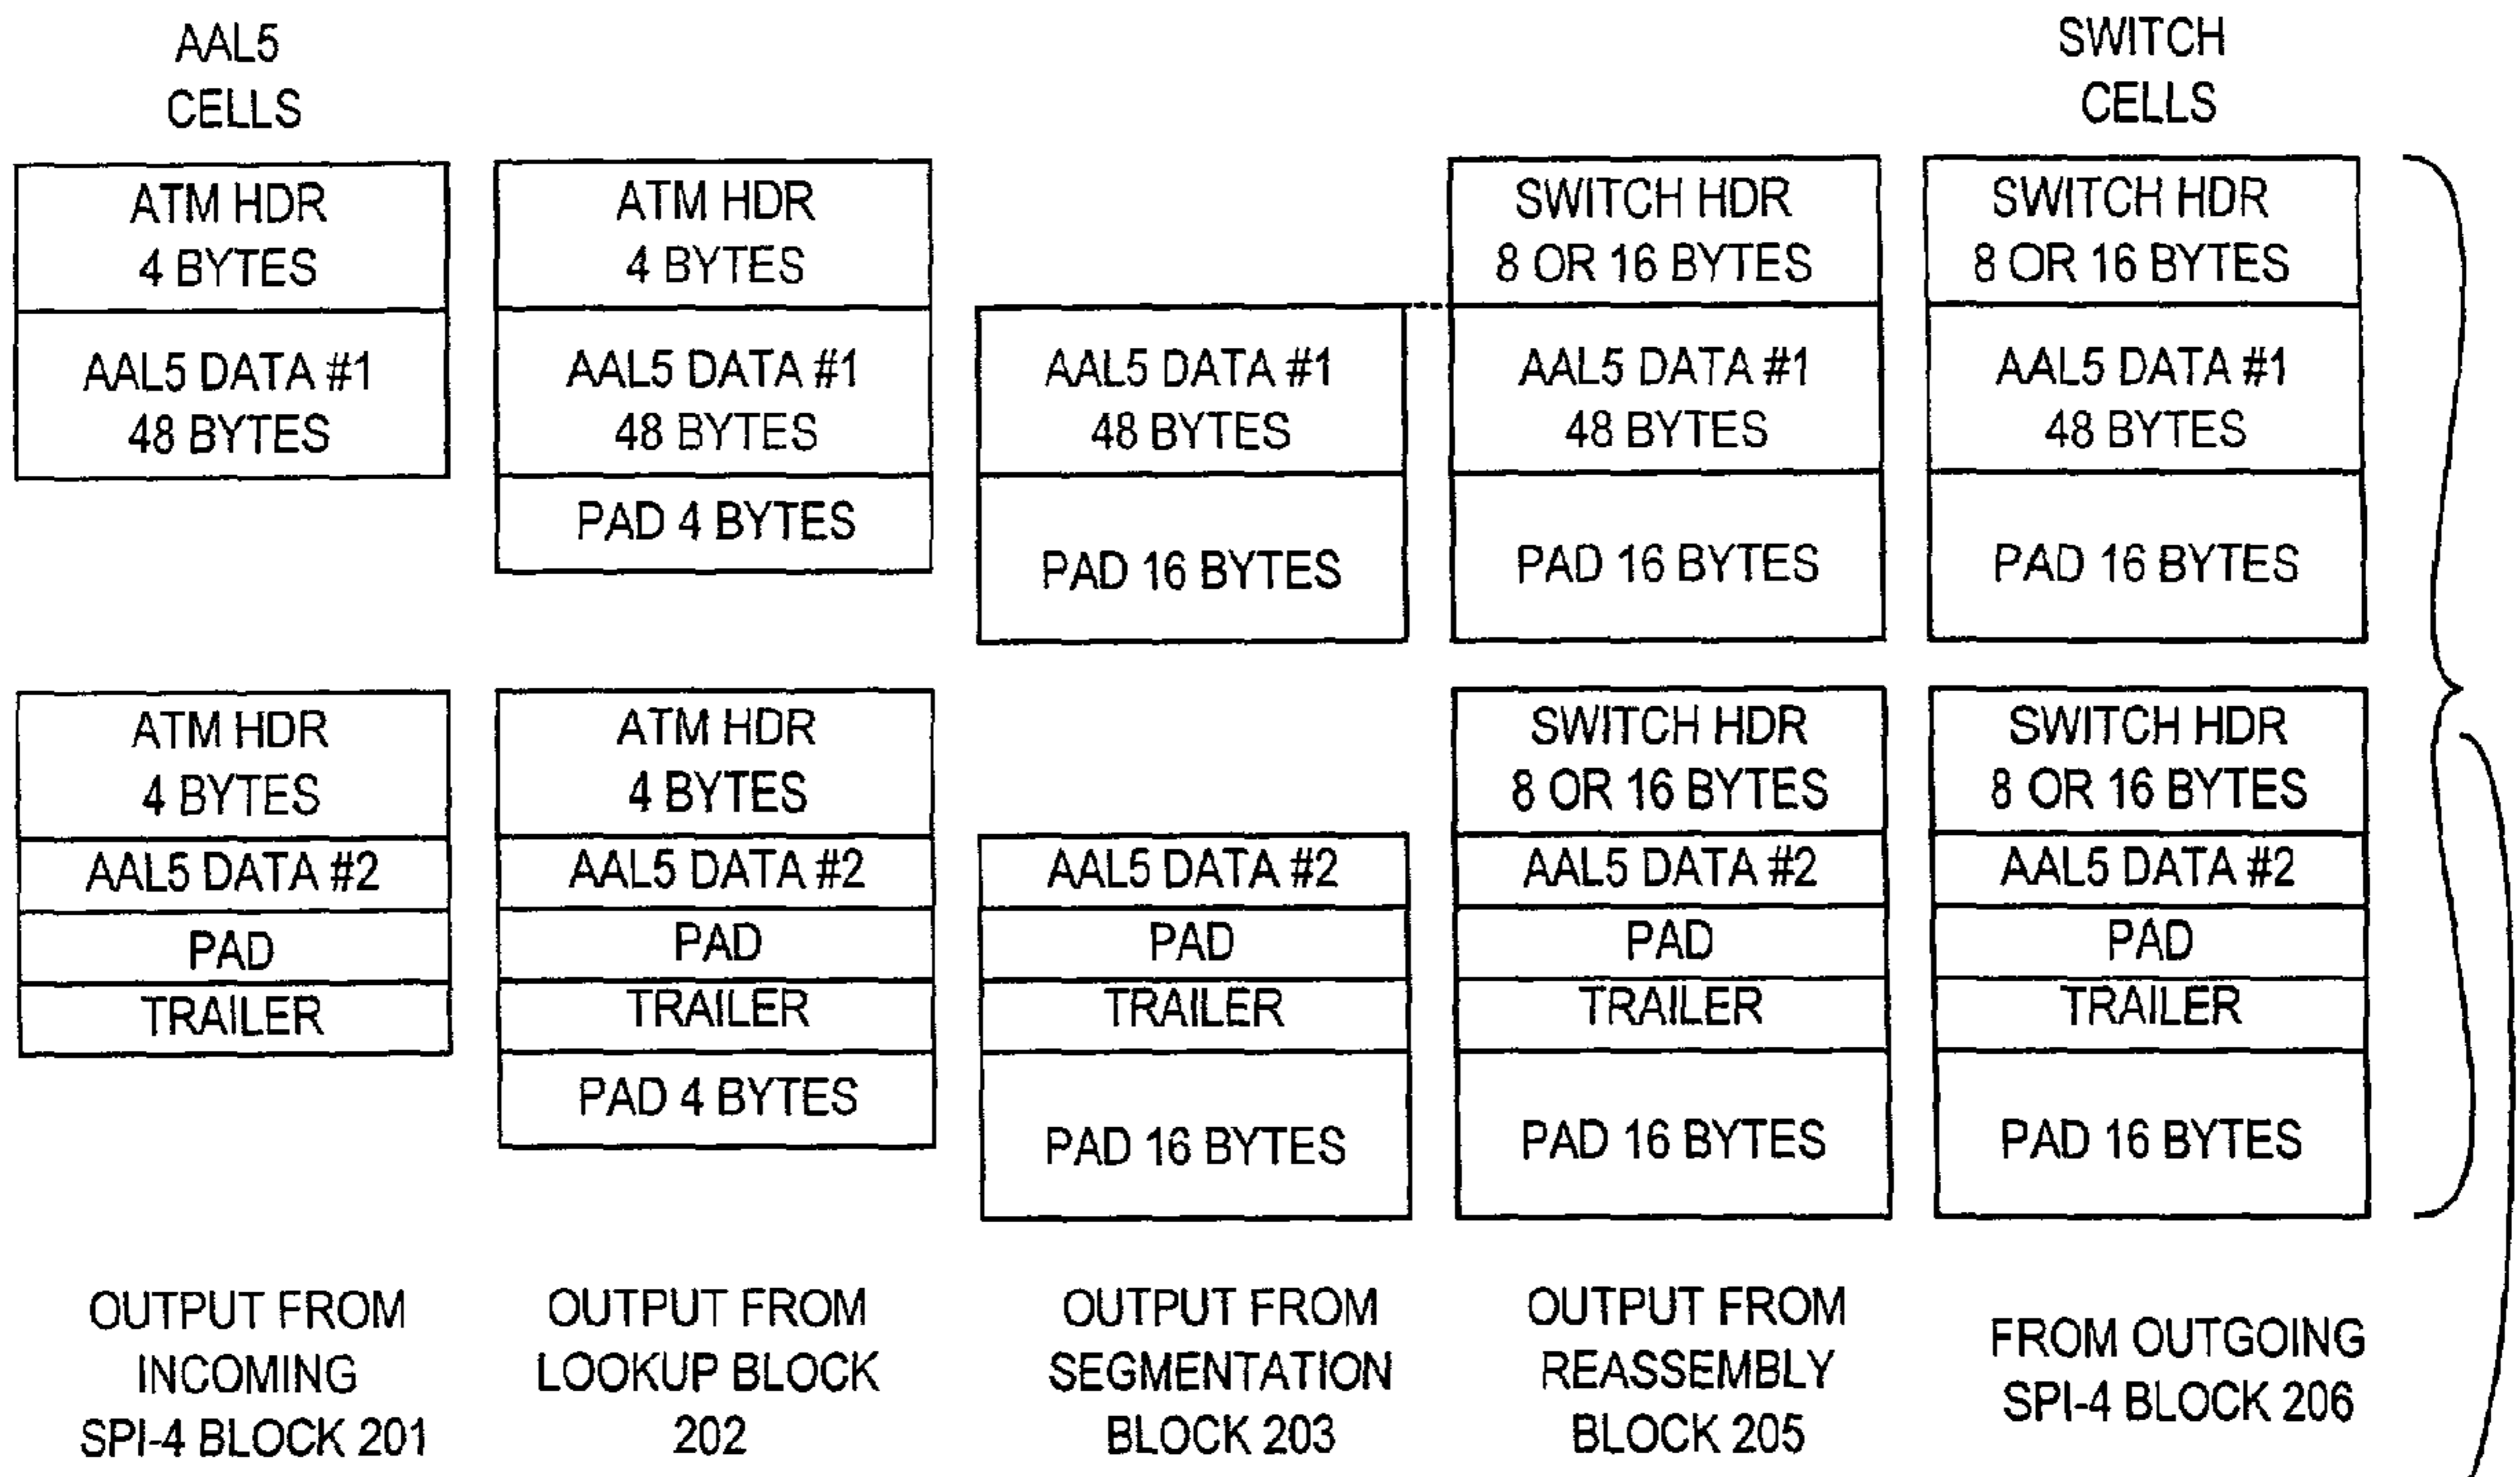 AAL5
CELLS
SWITCH
CELLS
ATM HDR
4 BYTES
AAL5 DATA #1
48 BYTES
ATM HDR
4 BYTES
AAL5 DATA #1
48 BYTES
PAD 4 BYTES
AAL5 DATA #1
48 BYTES
PAD 16 BYTES
SWITCH HDR
8 OR 16 BYTES
AAL5 DATA #1
48 BYTES
PAD 16 BYTES
SWITCH HDR
8 OR 16 BYTES
AAL5 DATA #1
48 BYTES
PAD 16 BYTES
ATM HDR
4 BYTES
AAL5 DATA #2
PAD
TRAILER
ATM HDR
4 BYTES
AAL5 DATA #2
PAD
TRAILER
PAD 4 BYTES
AAL5 DATA #2
PAD
TRAILER
PAD 16 BYTES
SWITCH HDR
8 OR 16 BYTES
AAL5 DATA #2
PAD
TRAILER
PAD 16 BYTES
SWITCH HDR
8 OR 16 BYTES
AAL5 DATA #2
PAD
TRAILER
PAD 16 BYTES
OUTPUT FROM
INCOMING
SPI-4 BLOCK 201
OUTPUT FROM
LOOKUP BLOCK
202
OUTPUT FROM
SEGMENTATION
BLOCK 203
OUTPUT FROM
REASSEMBLY
BLOCK 205
FROM OUTGOING
SPI-4 BLOCK 206